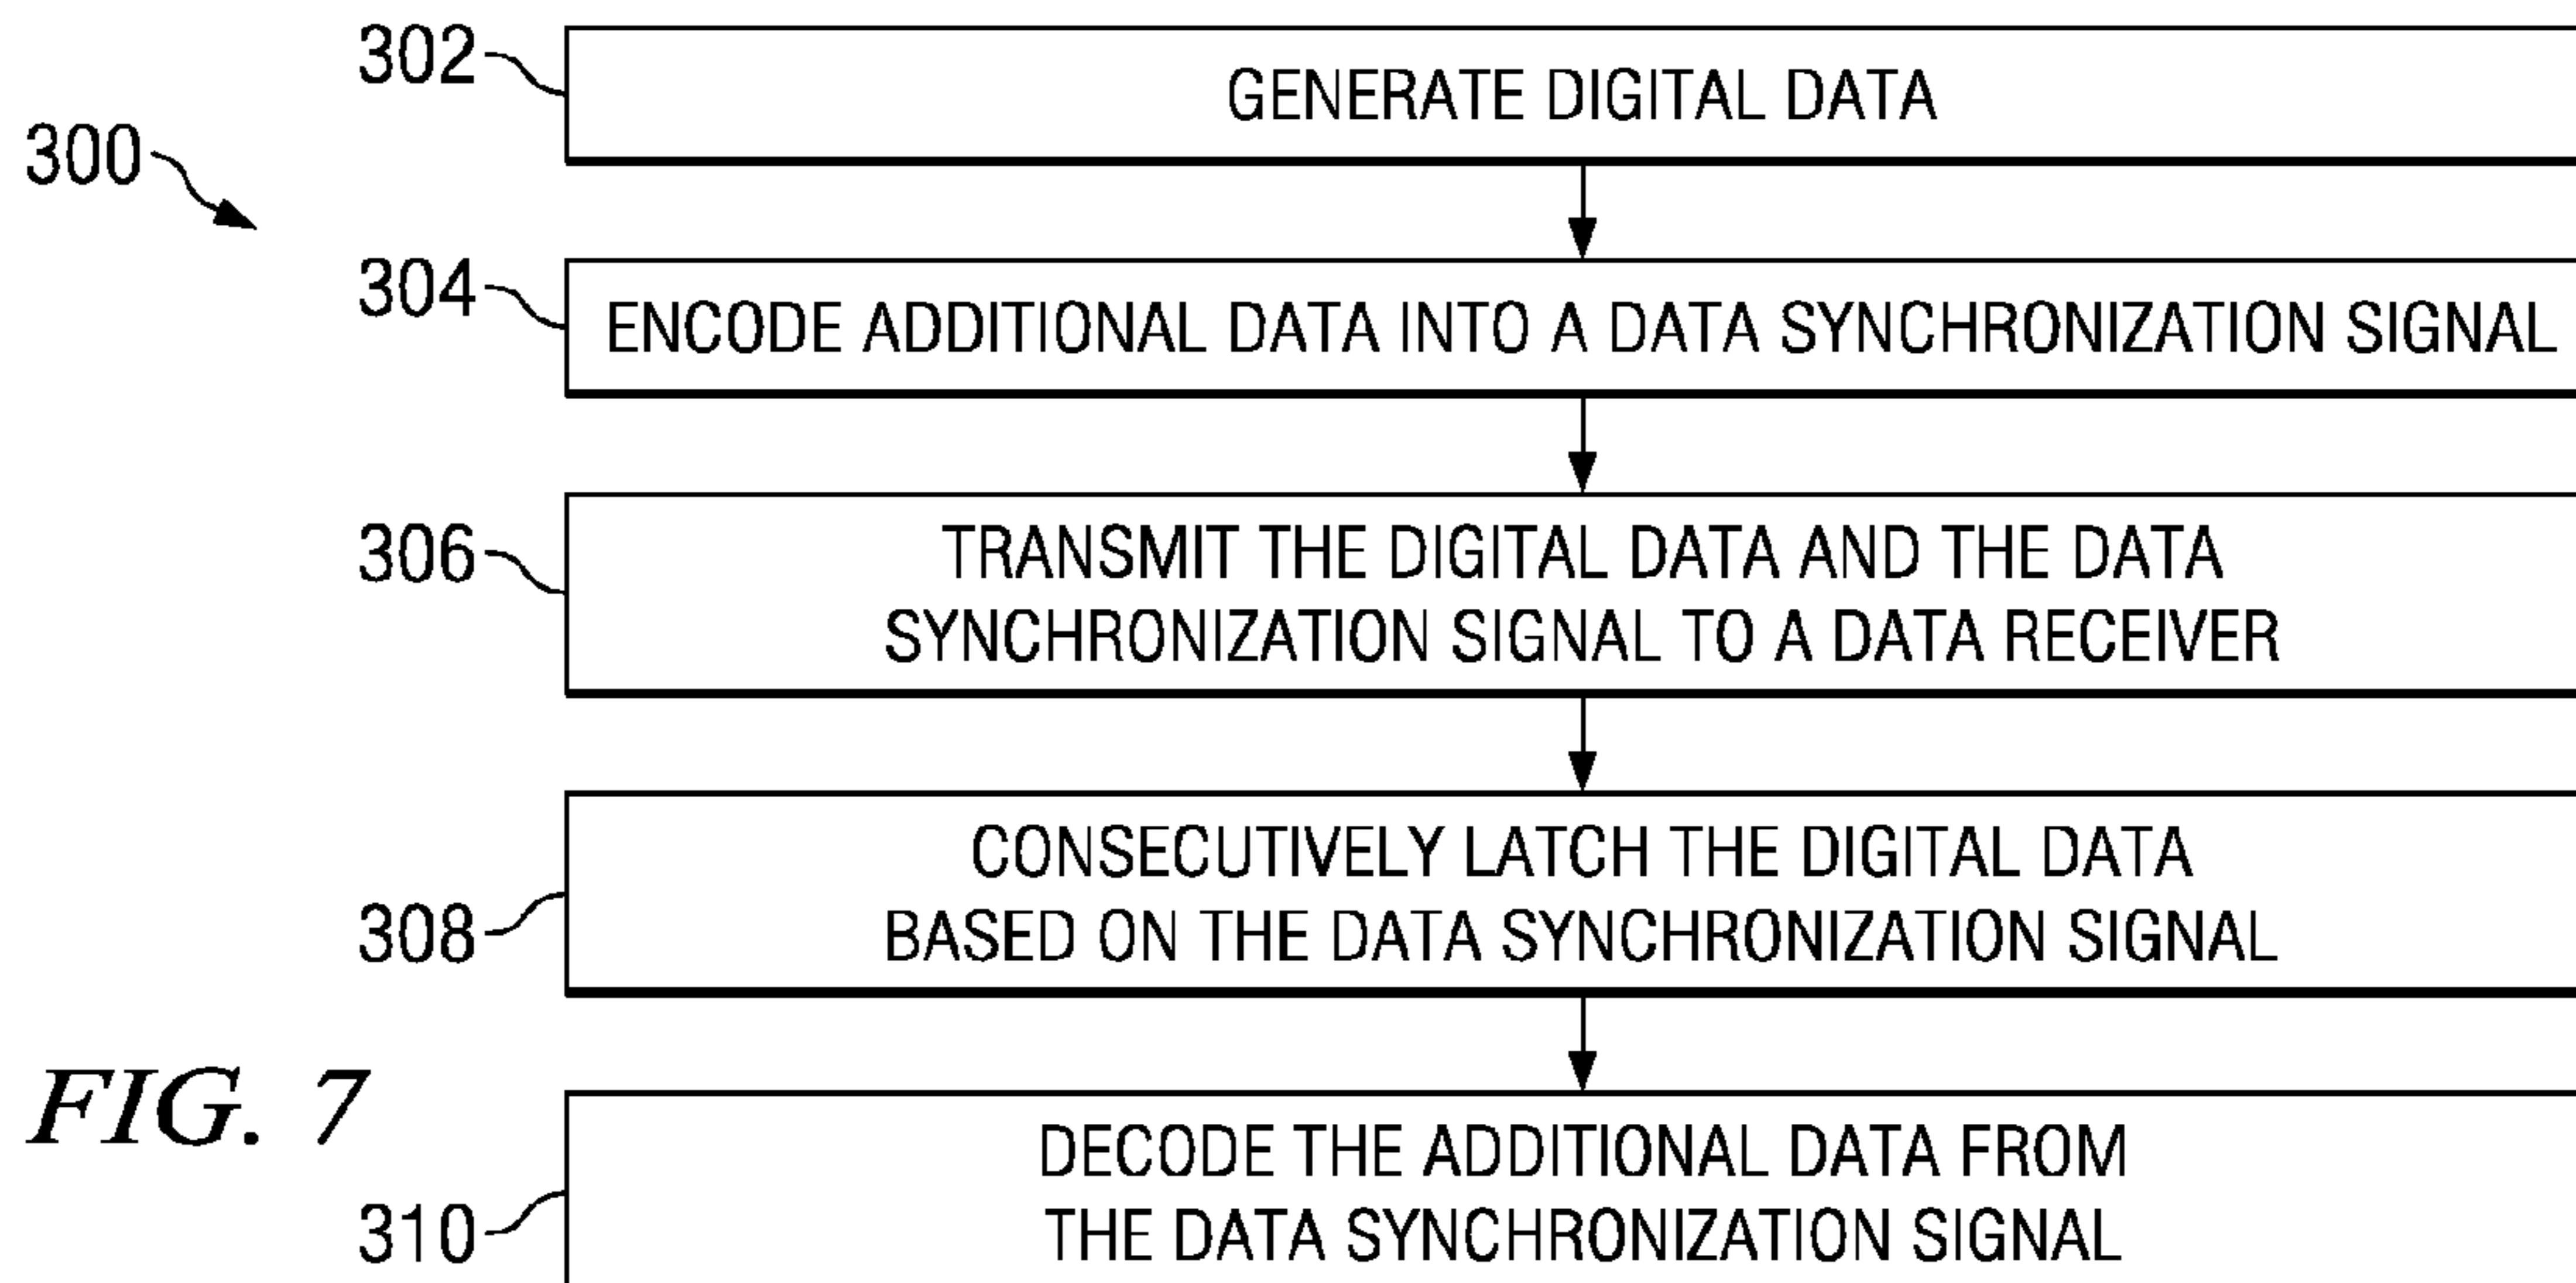 302
GENERATE DIGITAL DATA
300
304
ENCODE ADDITIONAL DATA INTO A DATA SYNCHRONIZATION SIGNAL
306
TRANSMIT THE DIGITAL DATA AND THE DATA
SYNCHRONIZATION SIGNAL TO A DATA RECEIVER
308
CONSECUTIVELY LATCH THE DIGITAL DATA
BASED ON THE DATA SYNCHRONIZATION SIGNAL
FIG. 7
310
DECODE THE ADDITIONAL DATA FROM
THE DATA SYNCHRONIZATION SIGNAL